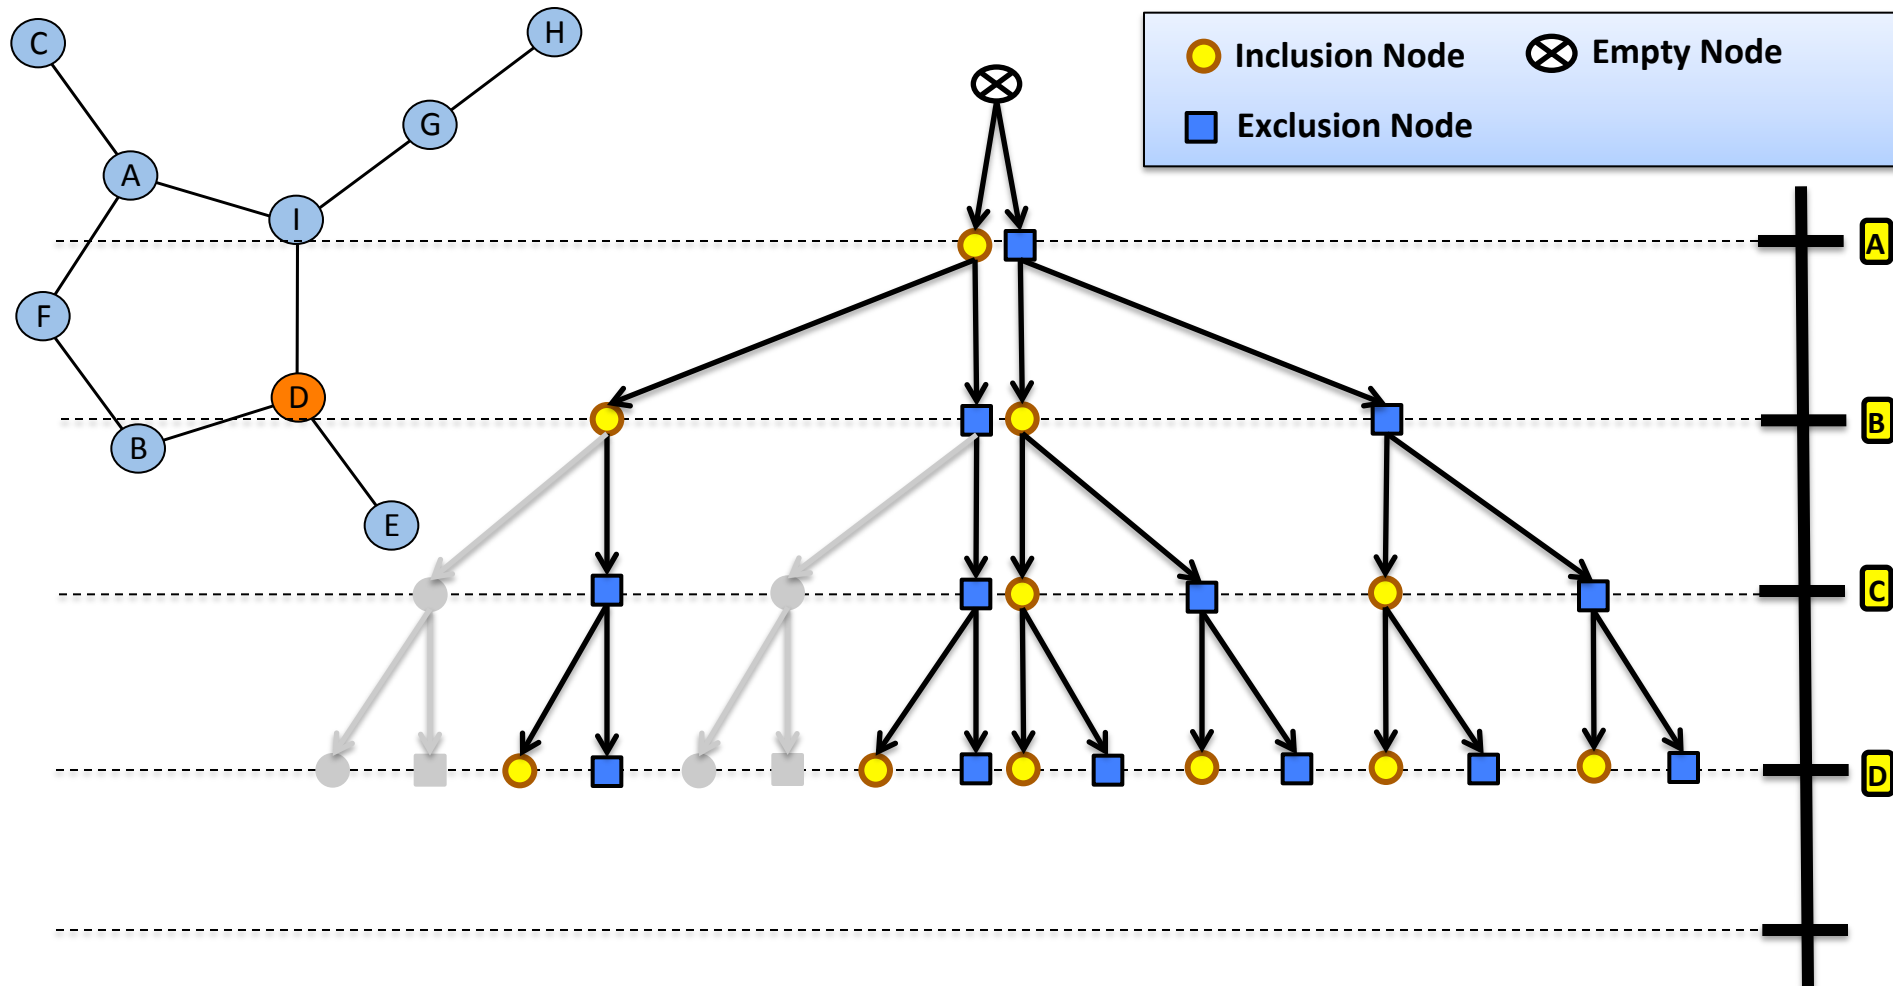 C
H
Inclusion Node
Empty Node
G
Exclusion Node
A
I
A
F
D
B
B
E
C
D